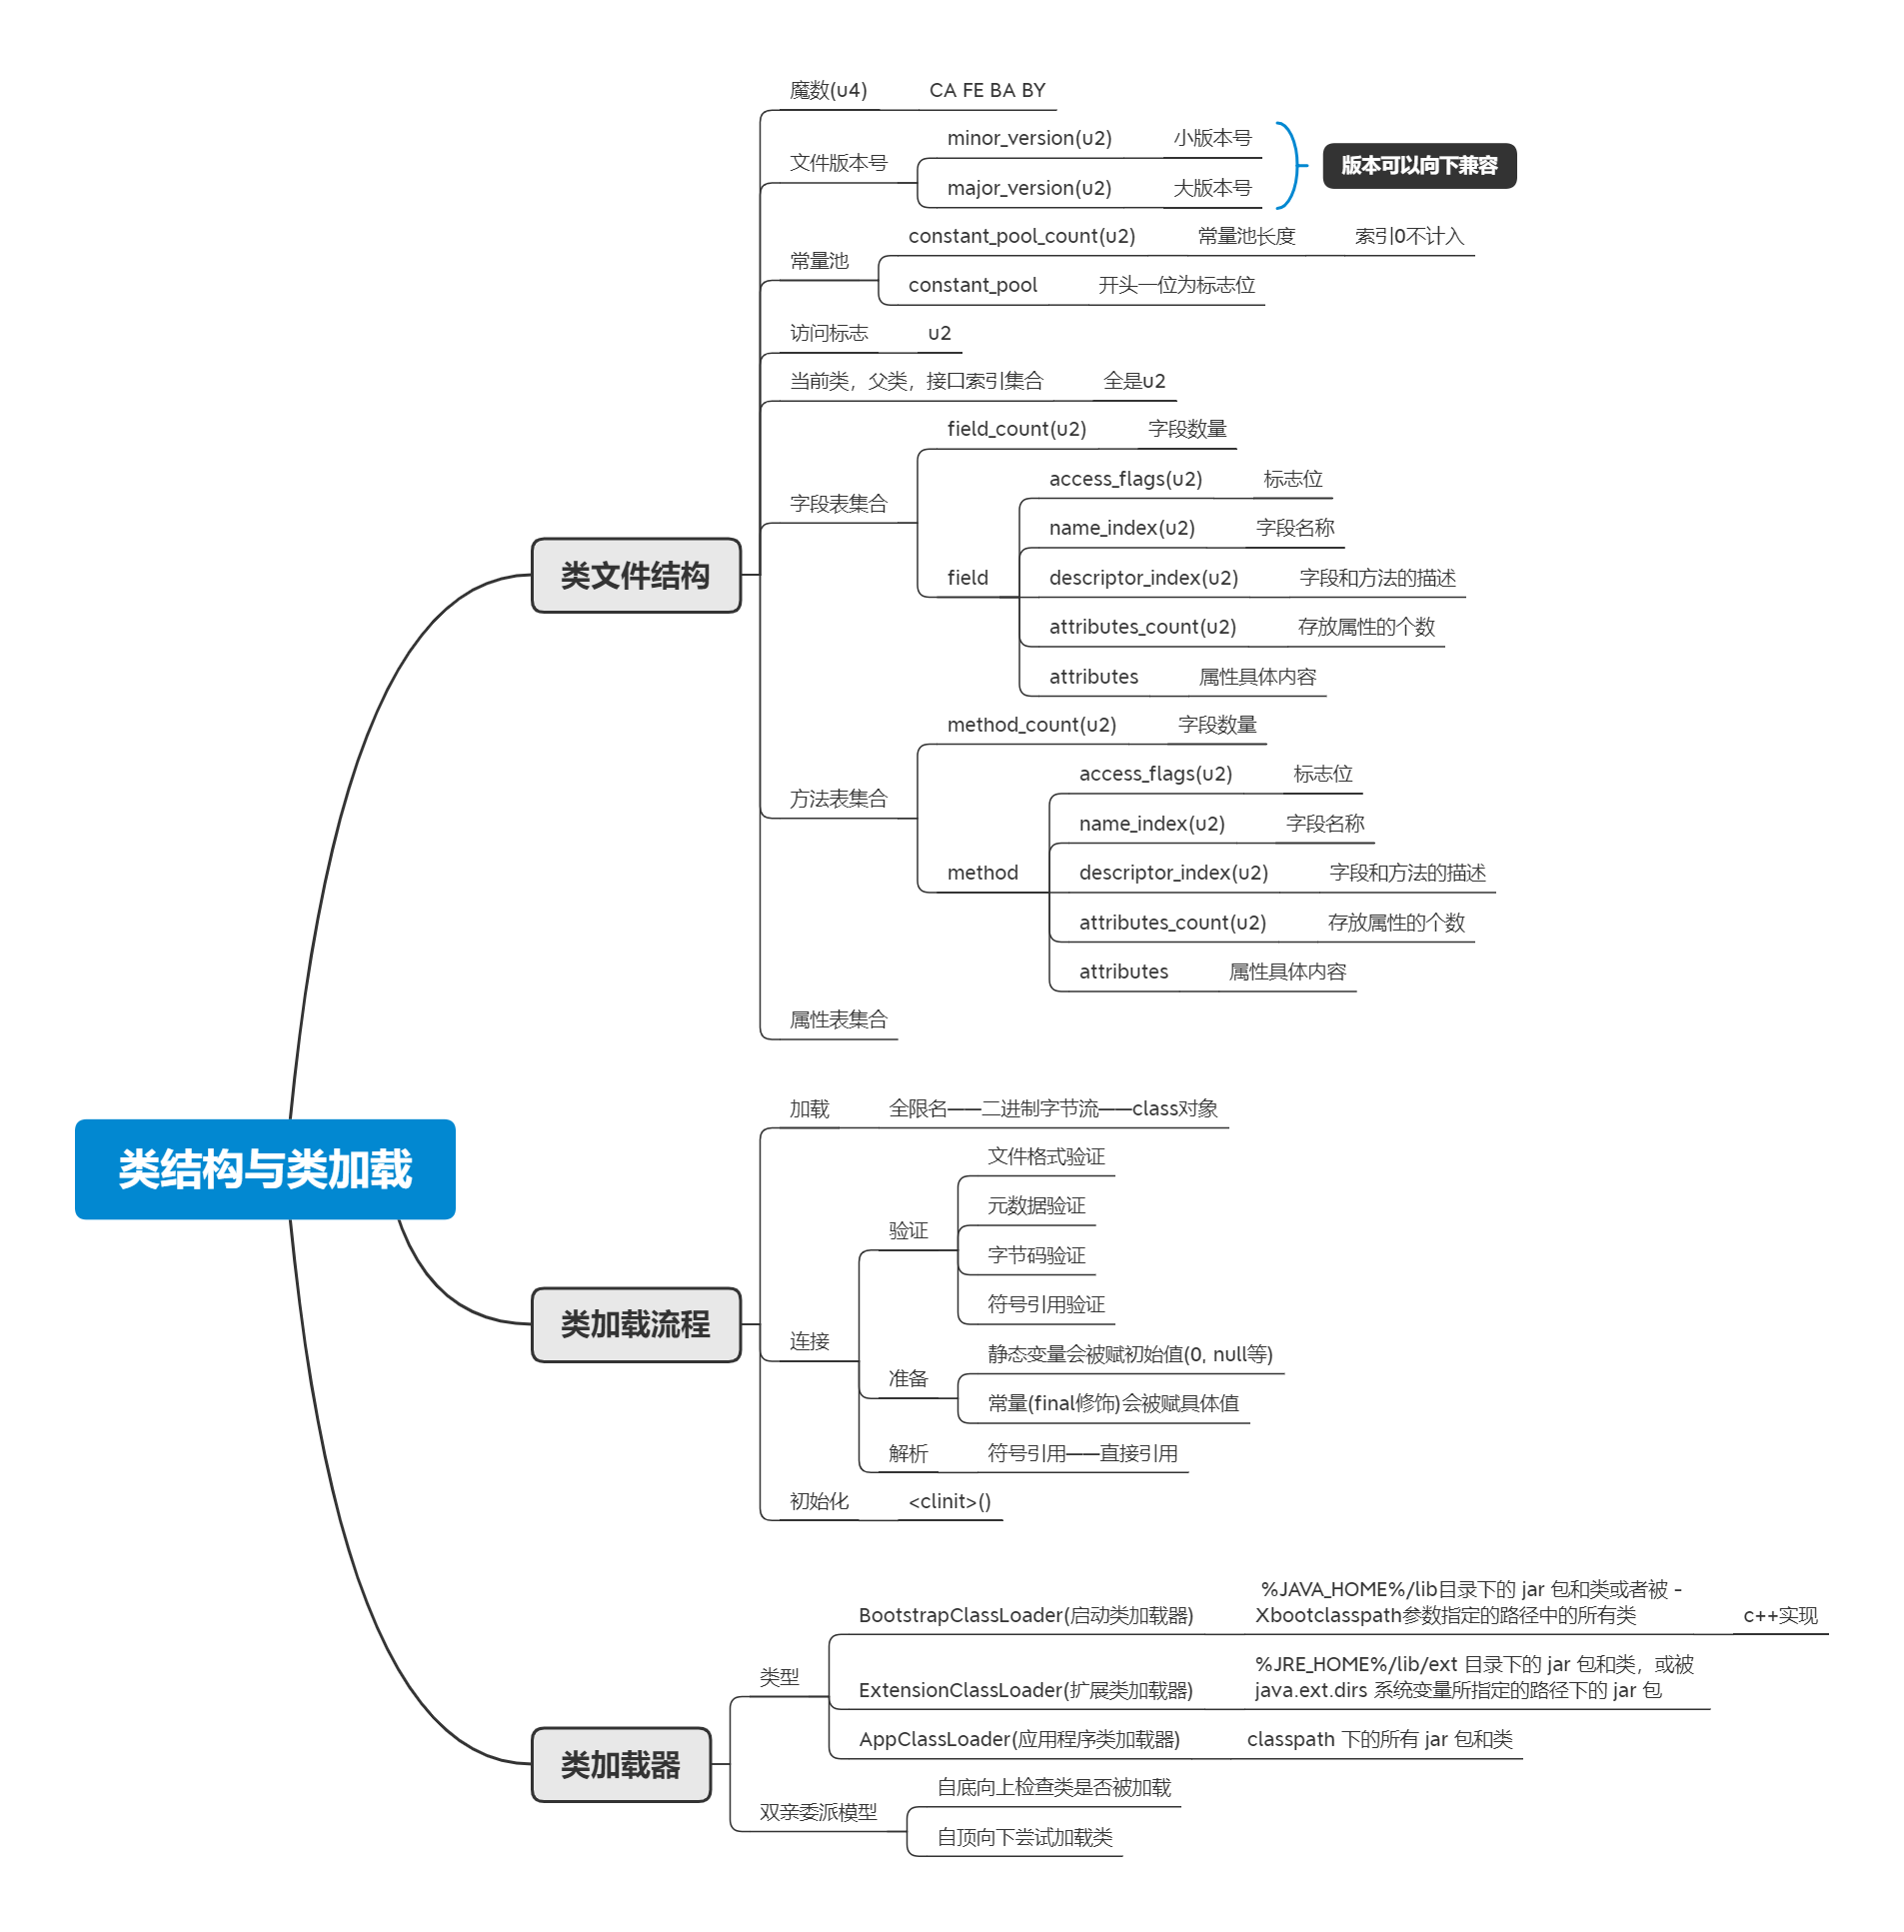 魔数(u4)
CA FE BA BY
文件版本号
minor_version(u2)
小版本号
major_version(u2)
大版本号
版本可以向下兼容
常量池
constant_pool_count(u2)
常量池长度
索引0不计入
constant_pool
开头一位为标志位
访问标志
u2
当前类，父类，接口索引集合
全是u2
类文件结构
字段表集合
field_count(u2)
字段数量
field
access_flags(u2)
标志位
name_index(u2)
字段名称
descriptor_index(u2)
字段和方法的描述
attributes_count(u2)
存放属性的个数
attributes
属性具体内容
方法表集合
method_count(u2)
字段数量
method
access_flags(u2)
标志位
name_index(u2)
字段名称
descriptor_index(u2)
字段和方法的描述
attributes_count(u2)
存放属性的个数
attributes
属性具体内容
属性表集合
类结构与类加载
类加载流程
加载
全限名——二进制字节流——class对象
连接
验证
文件格式验证
元数据验证
字节码验证
符号引用验证
准备
静态变量会被赋初始值(0, null等)
常量(final修饰)会被赋具体值
解析
符号引用——直接引用
初始化
<clinit>()
类加载器
类型
BootstrapClassLoader(启动类加载器)
%JAVA_HOME%/lib目录下的 jar 包和类或者被 -
Xbootclasspath参数指定的路径中的所有类
c++实现
ExtensionClassLoader(扩展类加载器)
%JRE_HOME%/lib/ext 目录下的 jar 包和类，或被
java.ext.dirs 系统变量所指定的路径下的 jar 包
AppClassLoader(应用程序类加载器)
classpath 下的所有 jar 包和类
双亲委派模型
自底向上检查类是否被加载
自顶向下尝试加载类